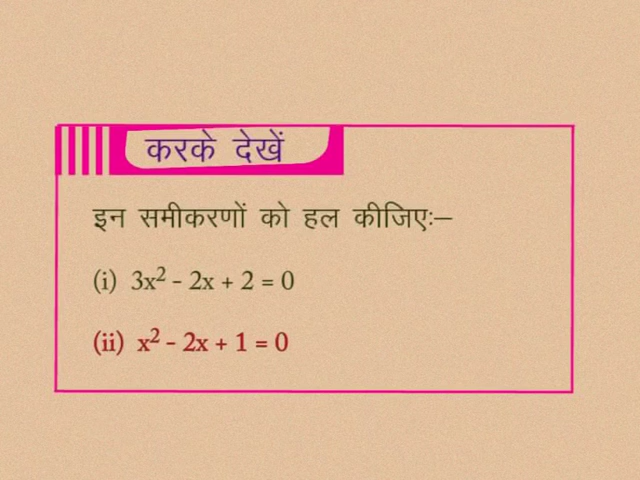 करके देखें
इन समीकरणों को हल कीजिएः–
(i) 3x² - 2x + 2 = 0
(ii) x² - 2x + 1 = 0